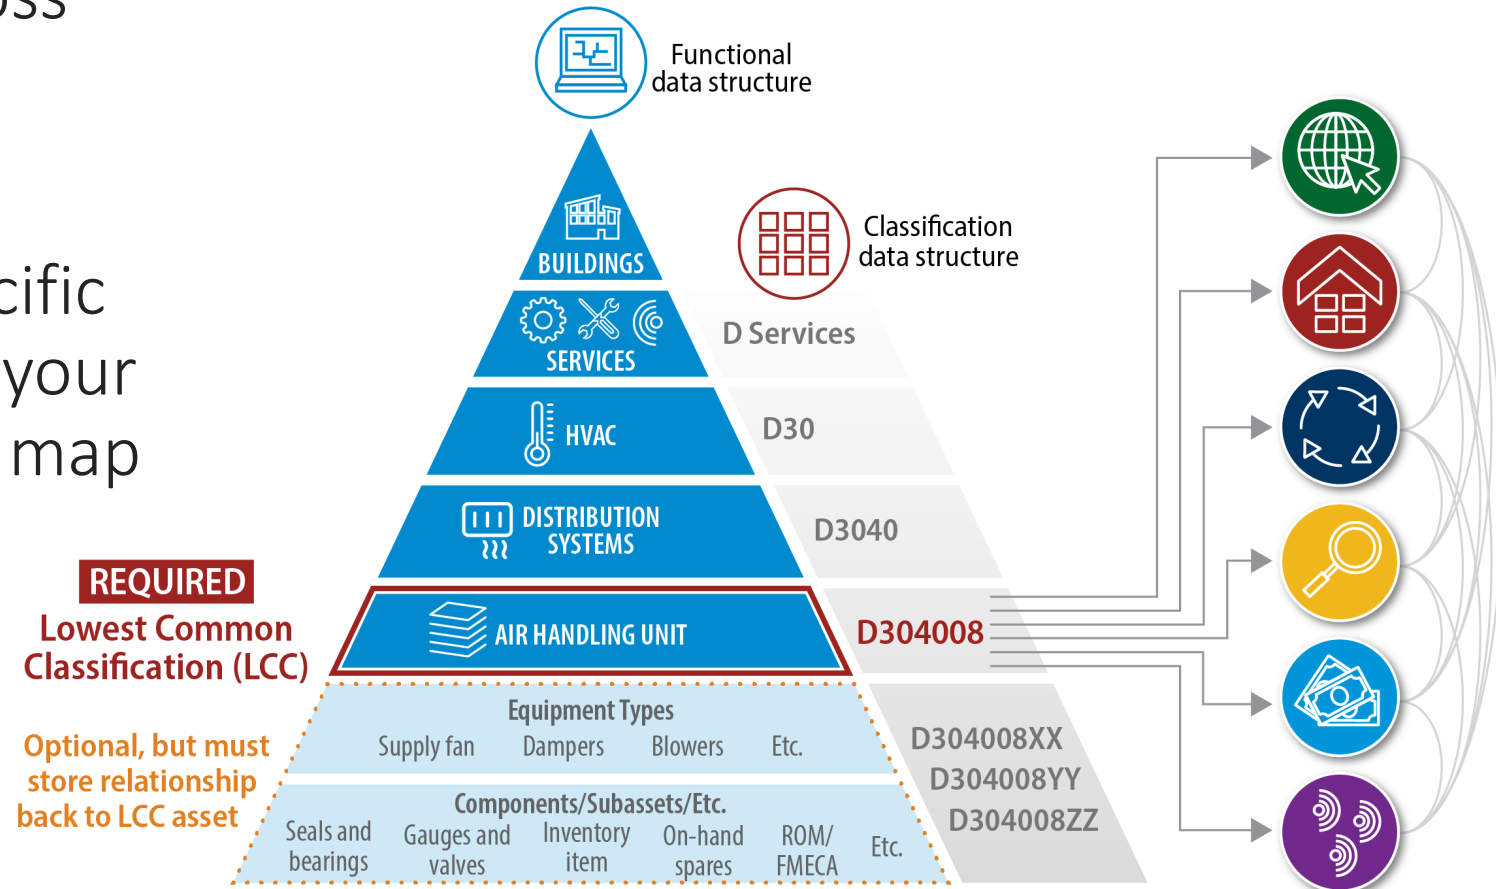 oss
cific
your
map
Functional
data structure
Classification
data structure
BUILDINGS
SERVICES
D Services
HVAC
D30
DISTRIBUTION
SYSTEMS
D3040
REQUIRED
Lowest Common
Classification (LCC)
AIR HANDLING UNIT
D304008
Optional, but must
store relationship
back to LCC asset
Equipment Types
Supply fan Dampers Blowers Etc.
D304008XX
D304008YY
D304008ZZ
Components/Subassets/Etc.
Seals and
bearings
Gauges and
valves
Inventory
item
On-hand
spares
ROM/
FMECA
Etc.